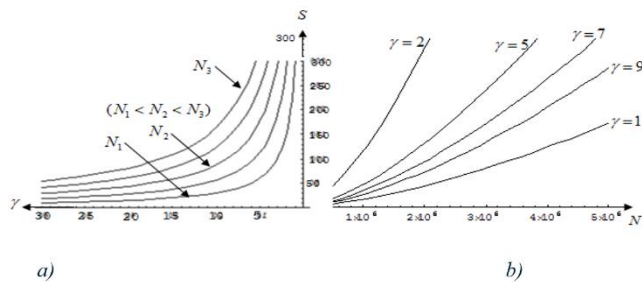 S
300
300
250
200
150
100
50
N₃
(N₁ < N₂ < N₃)
N₂
N₁
γ
30 25 20 15 10 5
γ = 2
γ = 5
γ = 7
γ = 9
γ = 1
1×10⁶ 2×10⁶ 3×10⁶ 4×10⁶ 5×10⁶ N
a) b)